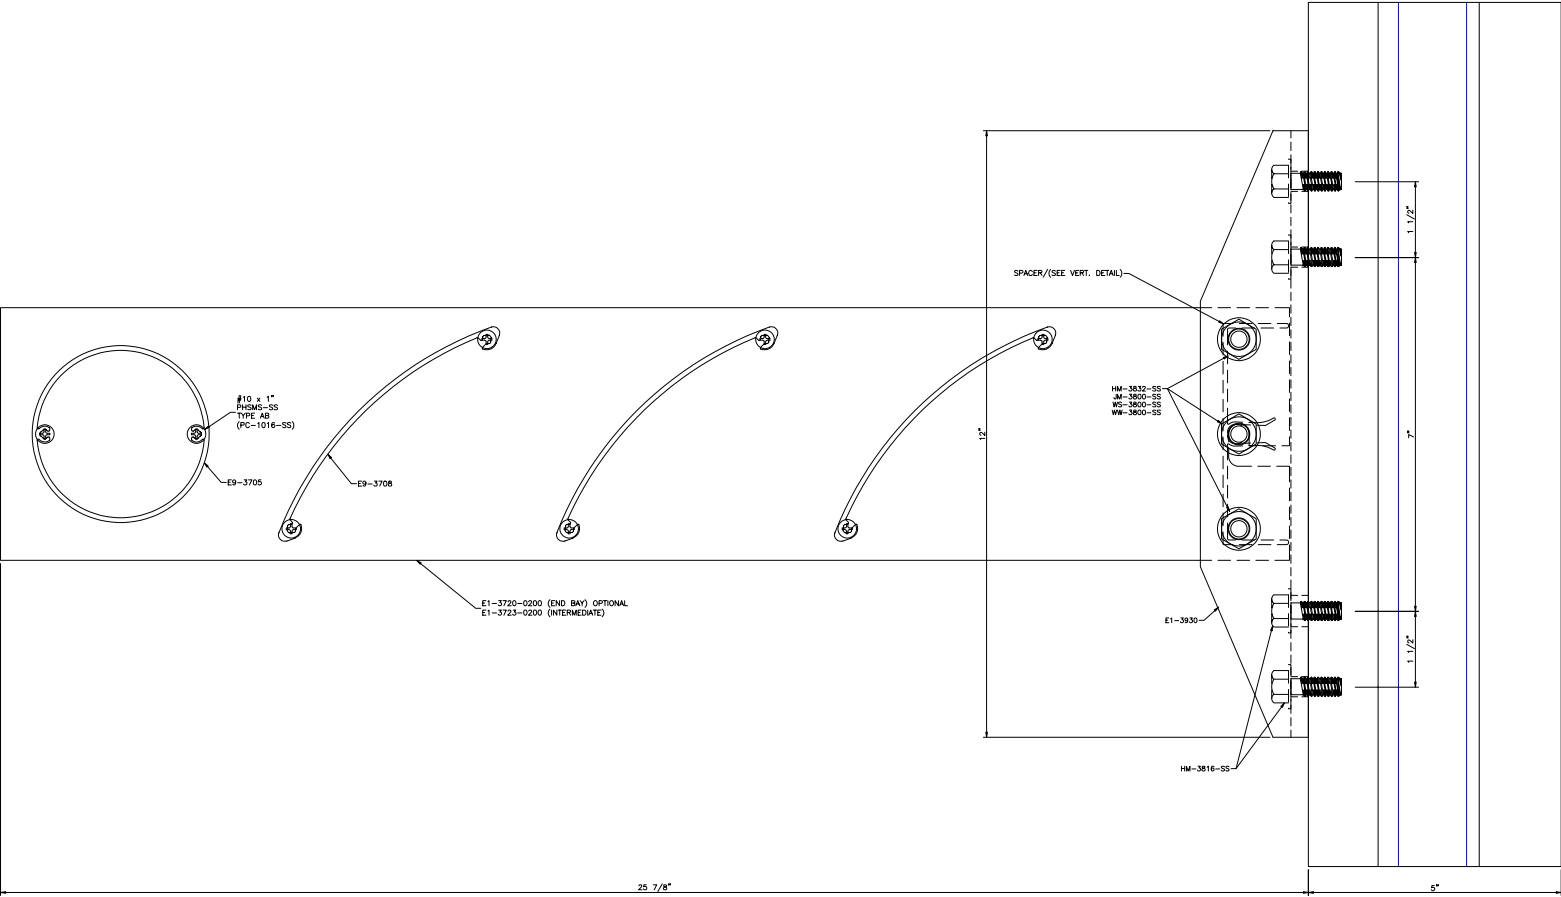 1 1/2"
SPACER/(SEE VERT. DETAIL)
HM-3832-SS
JM-3800-SS
WS-3800-SS
WW-3800-SS
#10 x 1"
PHSMS-SS
TYPE AB
(PC-1016-SS)
12"
7"
E9-3705
E9-3708
E1-3720-0200 (END BAY) OPTIONAL
E1-3723-0200 (INTERMEDIATE)
E1-3930
1 1/2"
HM-3816-SS
25 7/8"
5"